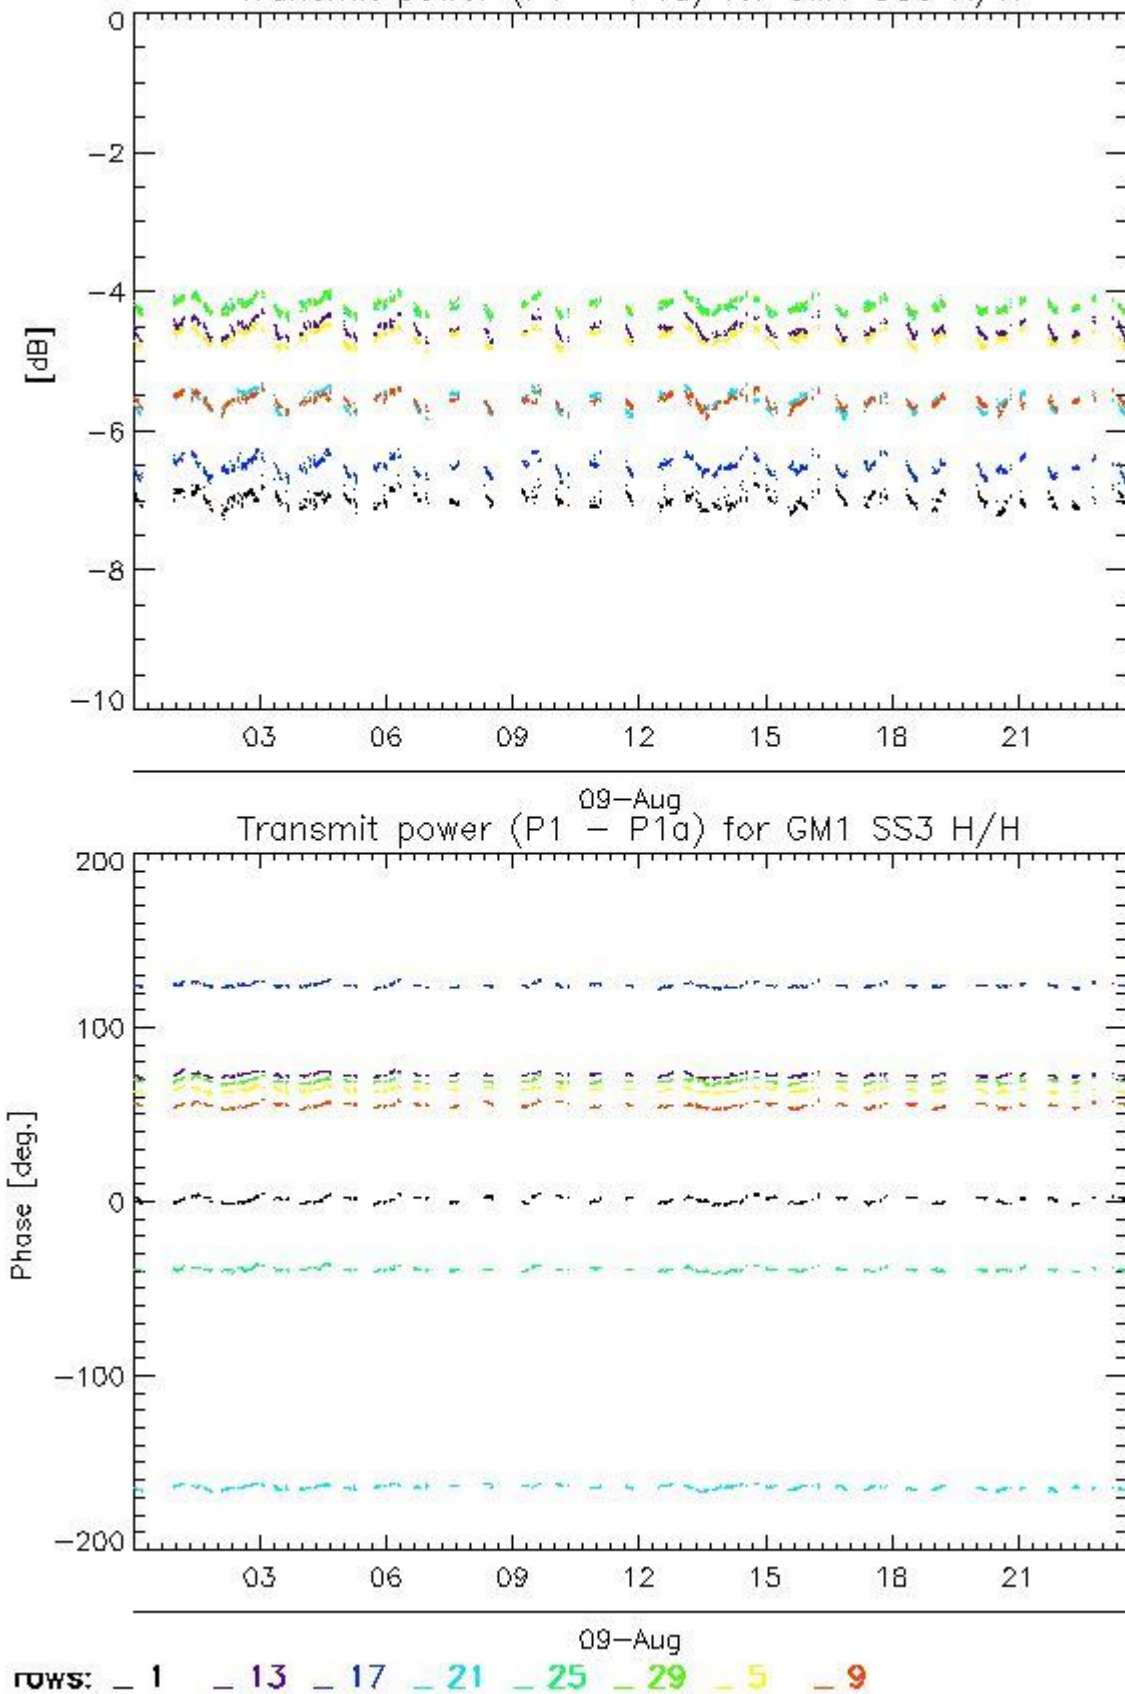 0
−2
−4
[dB]
−6
−8
−10
03 06 09 12 15 18 21
09−Aug
Transmit power (P1 − P1a) for GM1 SS3 H/H
200
100
Phase [deg.]
0
−100
−200
03 06 09 12 15 18 21
09−Aug
rows: _ 1 _ 13 _ 17 _ 21 _ 25 _ 29 _ 5 _ 9